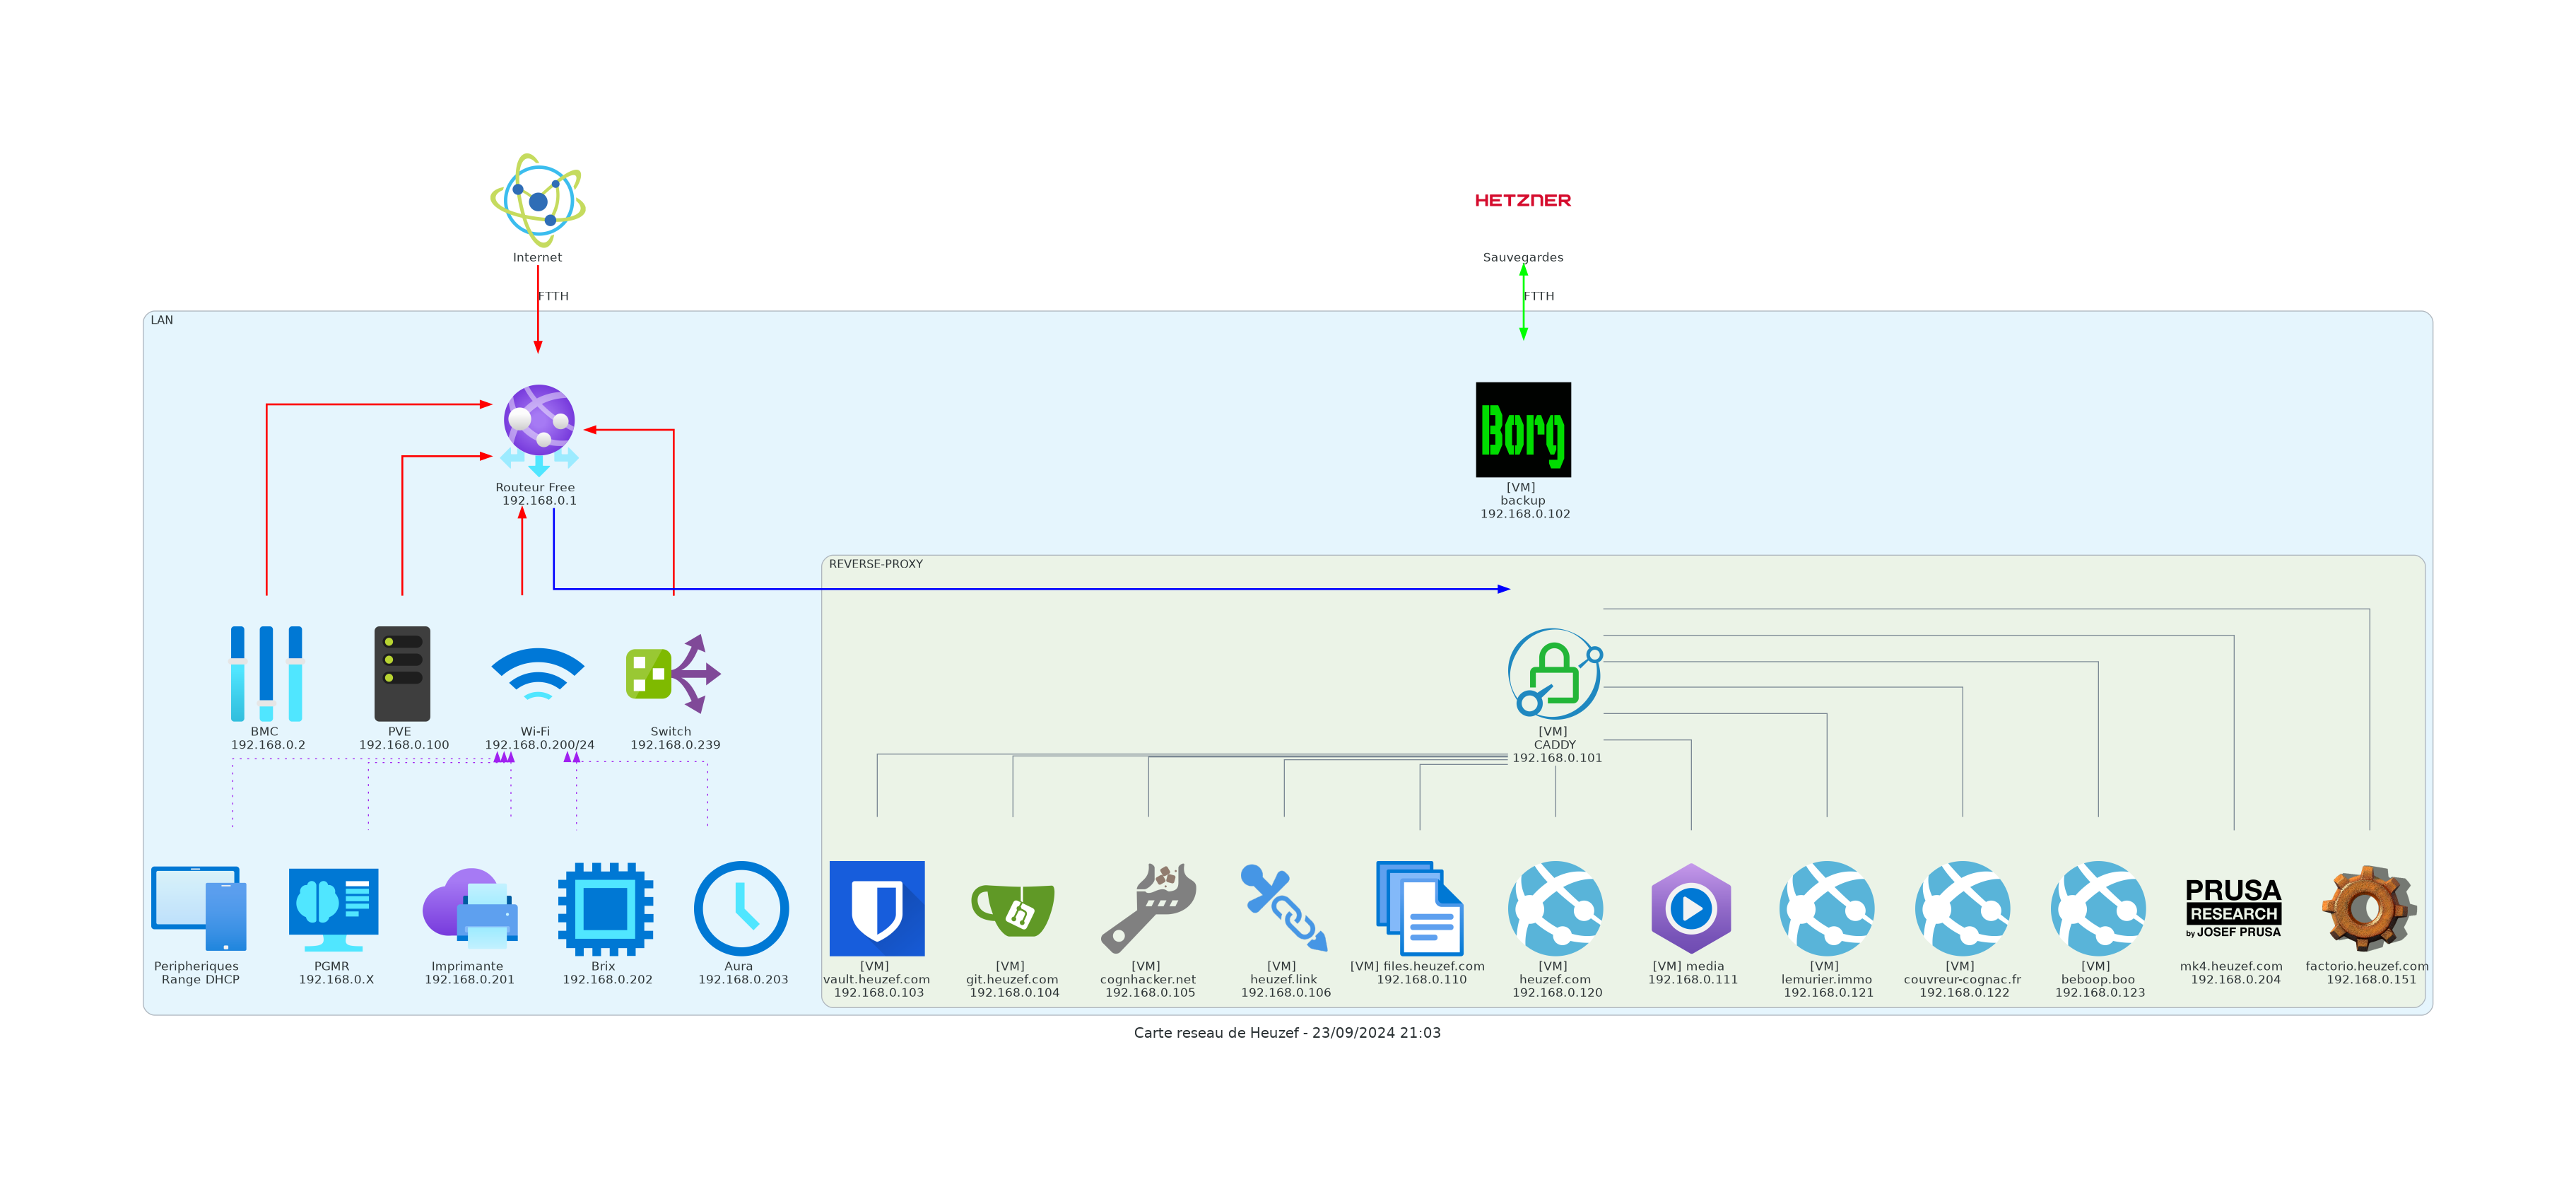 HETZNER
Internet
Sauvegardes
FTTH
FTTH
LAN
Borg
Routeur Free
192.168.0.1
[VM]
backup
192.168.0.102
REVERSE-PROXY
BMC
192.168.0.2
PVE
192.168.0.100
Wi-Fi
192.168.0.200/24
Switch
192.168.0.239
[VM]
CADDY
192.168.0.101
Peripheriques
Range DHCP
PGMR
192.168.0.X
Imprimante
192.168.0.201
Brix
192.168.0.202
Aura
192.168.0.203
[VM]
vault.heuzef.com
192.168.0.103
[VM]
git.heuzef.com
192.168.0.104
[VM]
cognhacker.net
192.168.0.105
[VM]
heuzef.link
192.168.0.106
[VM] files.heuzef.com
192.168.0.110
[VM]
heuzef.com
192.168.0.120
[VM] media
192.168.0.111
[VM]
lemurier.immo
192.168.0.121
[VM]
couvreur-cognac.fr
192.168.0.122
[VM]
beboop.boo
192.168.0.123
PRUSA
RESEARCH
by JOSEF PRUSA
mk4.heuzef.com
192.168.0.204
factorio.heuzef.com
192.168.0.151
Carte reseau de Heuzef - 23/09/2024 21:03